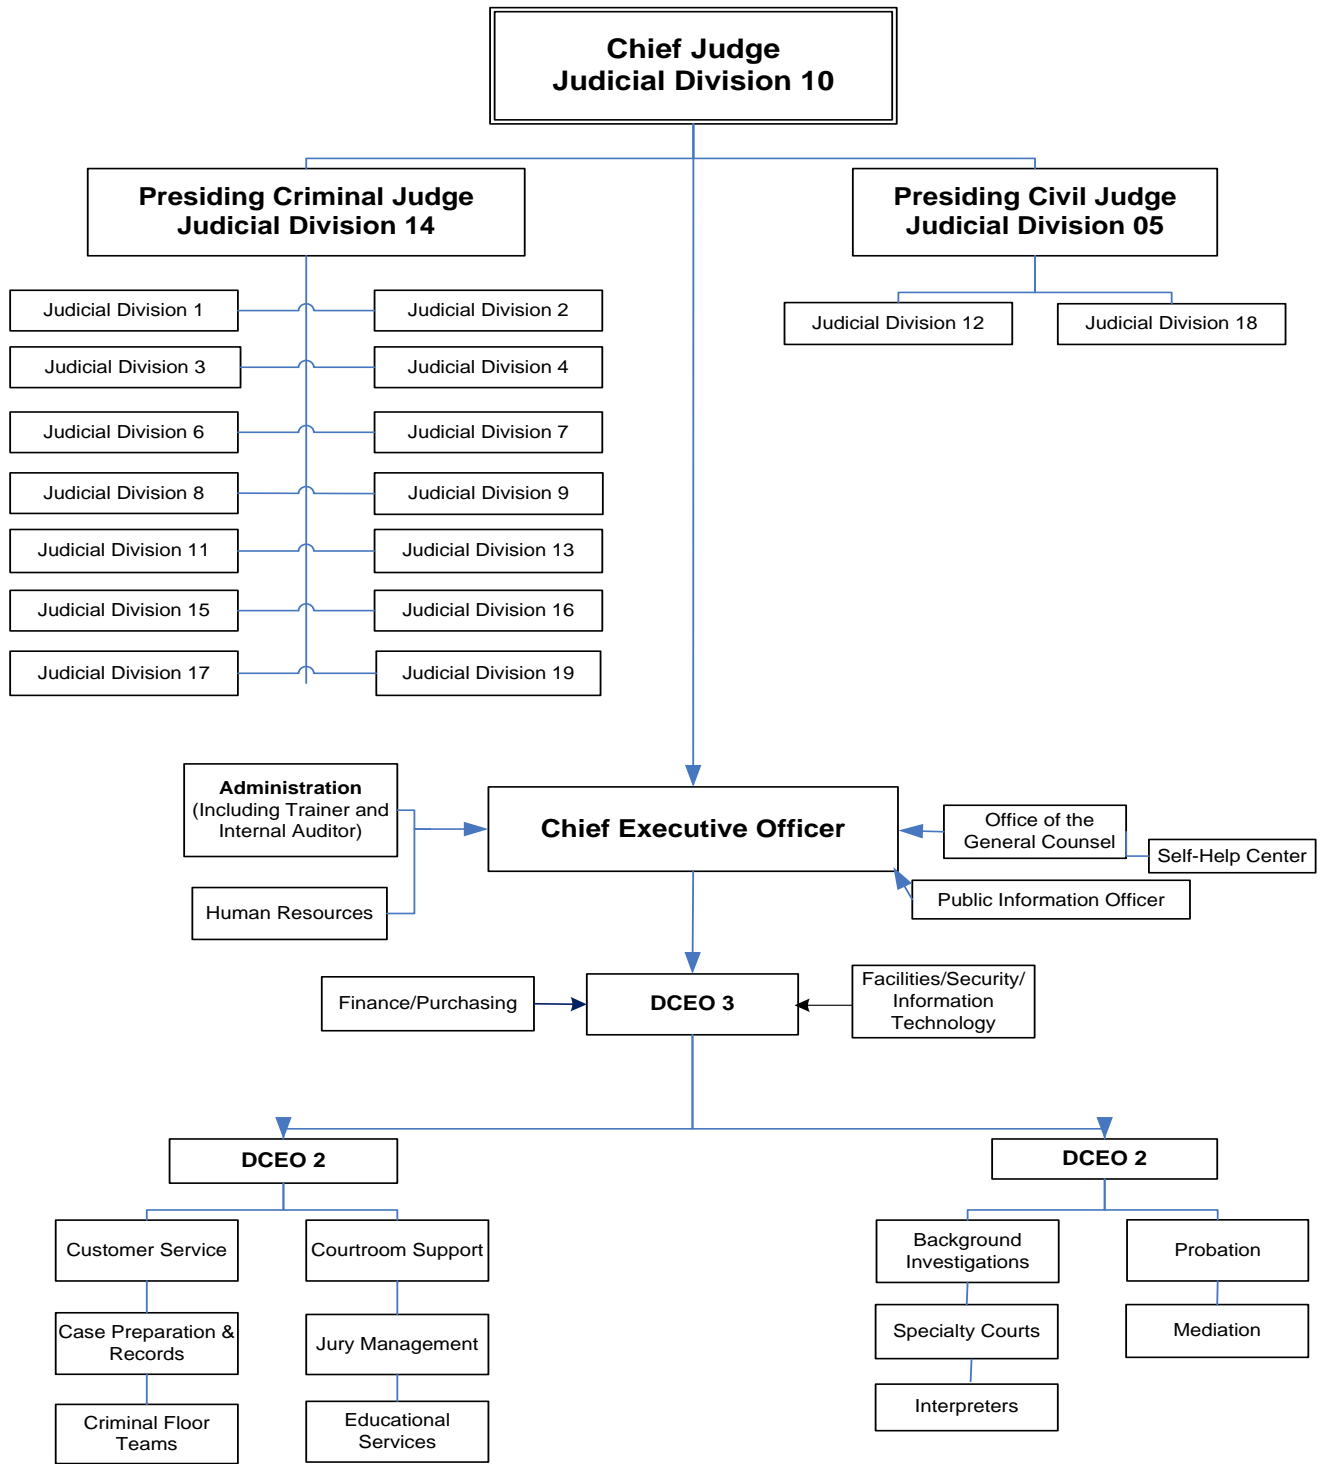 Chief Judge
Judicial Division 10
Presiding Criminal Judge
Judicial Division 14
Presiding Civil Judge
Judicial Division 05
Judicial Division 1
Judicial Division 2
Judicial Division 12
Judicial Division 18
Judicial Division 3
Judicial Division 4
Judicial Division 6
Judicial Division 7
Judicial Division 8
Judicial Division 9
Judicial Division 11
Judicial Division 13
Judicial Division 15
Judicial Division 16
Judicial Division 17
Judicial Division 19
Administration
(Including Trainer and
Internal Auditor)
Chief Executive Officer
Office of the
General Counsel
Self-Help Center
Human Resources
Public Information Officer
Finance/Purchasing
DCEO 3
Facilities/Security/
Information
Technology
DCEO 2
DCEO 2
Customer Service
Courtroom Support
Background
Investigations
Probation
Case Preparation &
Records
Jury Management
Specialty Courts
Mediation
Criminal Floor
Teams
Educational
Services
Interpreters